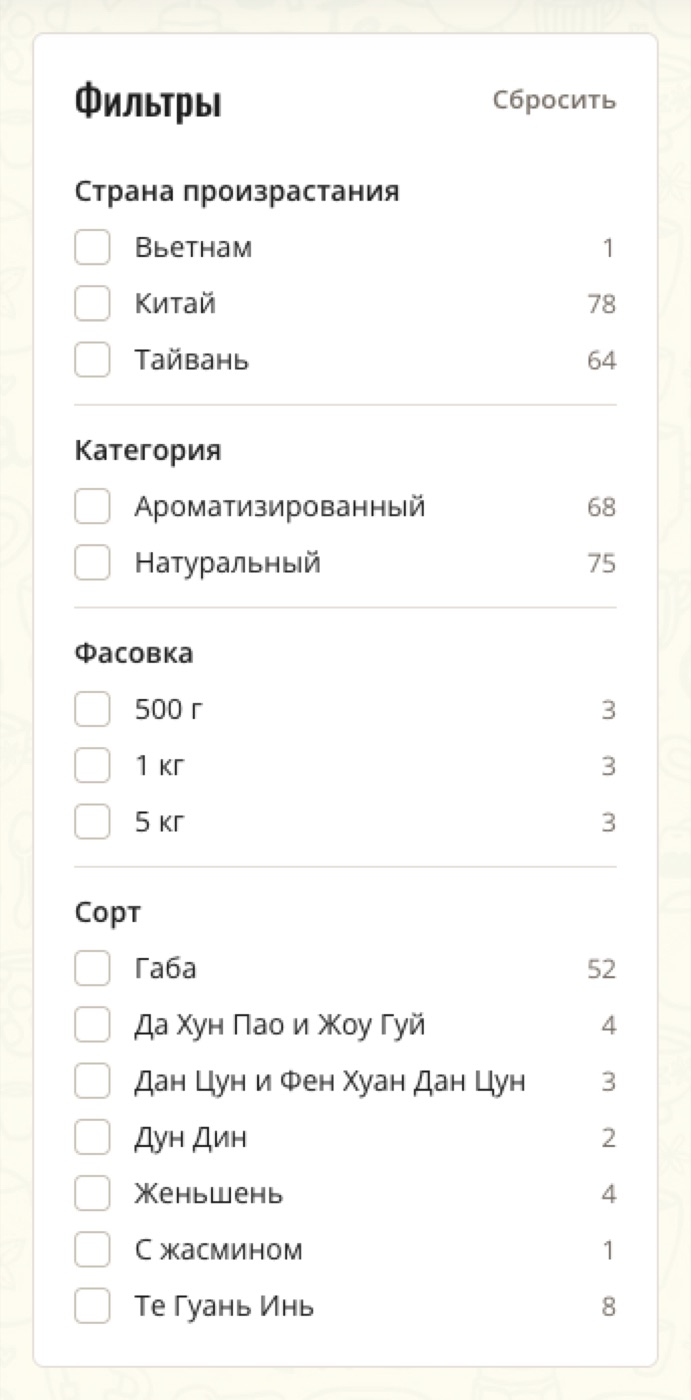 Фильтры Сбросить
Страна произрастания
Вьетнам 1
Китай 78
Тайвань 64
Категория
Ароматизированный 68
Натуральный 75
Фасовка
500 г 3
1 кг 3
5 кг 3
Сорт
Габа 52
Да Хун Пао и Жоу Гуй 4
Дан Цун и Фен Хуан Дан Цун 3
Дун Дин 2
Женьшень 4
С жасмином 1
Те Гуань Инь 8